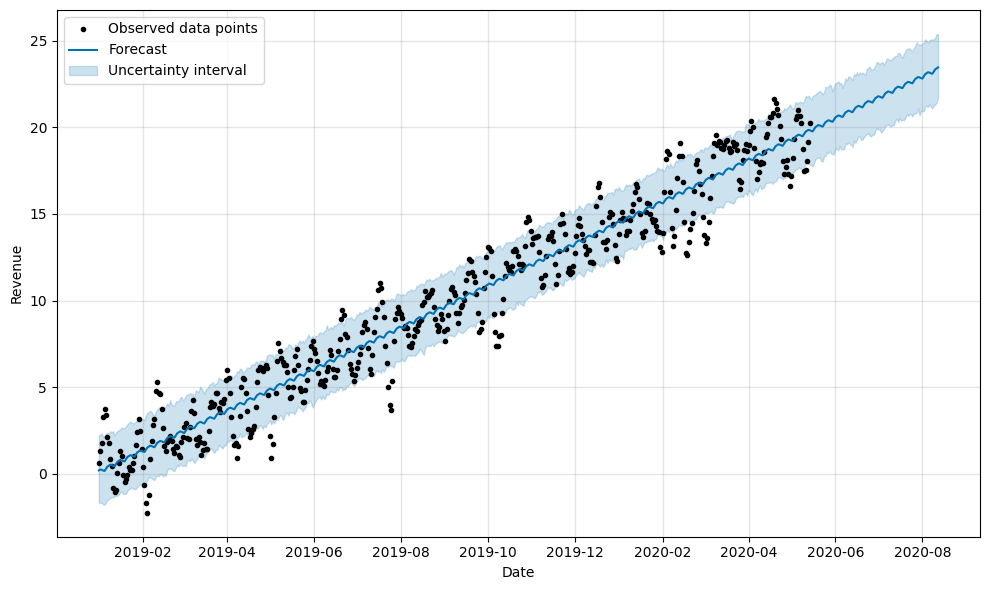 Observed data points
Forecast
Uncertainty interval
25
20
15
10
5
0
Revenue
2019-02 2019-04 2019-06 2019-08 2019-10 2019-12 2020-02 2020-04 2020-06 2020-08
Date